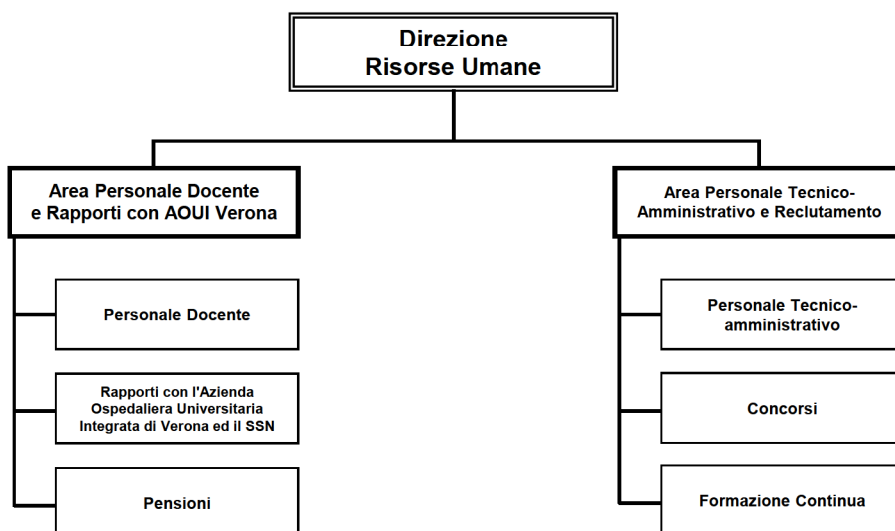 Direzione
Risorse Umane
Area Personale Docente
e Rapporti con AOUI Verona
Personale Docente
Rapporti con l'Azienda
Ospedaliera Universitaria
Integrata di Verona ed il SSN
Pensioni
Area Personale Tecnico-
Amministrativo e Reclutamento
Personale Tecnico-
amministrativo
Concorsi
Formazione Continua